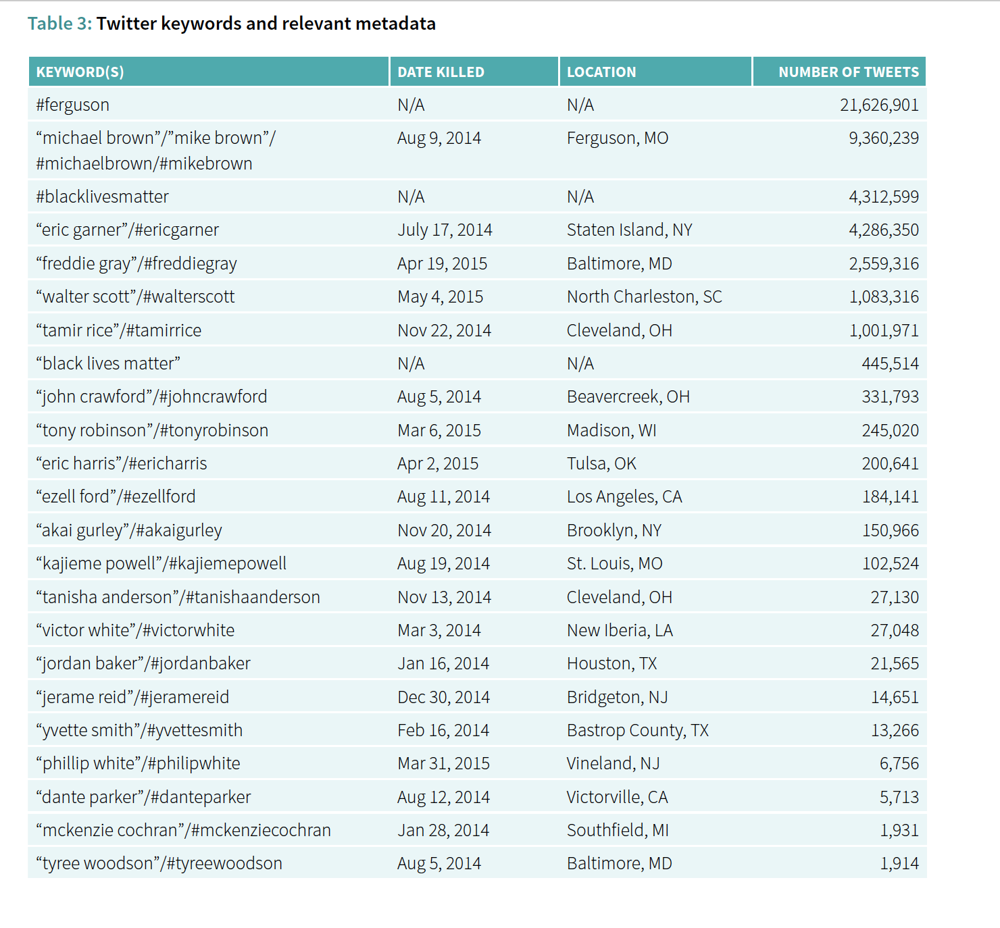 Table 3: Twitter keywords and relevant metadata
KEYWORD(S) DATE KILLED LOCATION NUMBER OF TWEETS
#ferguson N/A N/A 21,626,901
“michael brown”/”mike brown”/ Aug 9, 2014 Ferguson, MO 9,360,239
#michaelbrown/#mikebrown
#blacklivesmatter N/A N/A 4,312,599
“eric garner”/#ericgarner July 17, 2014 Staten Island, NY 4,286,350
“freddie gray”/#freddiegray Apr 19, 2015 Baltimore, MD 2,559,316
“walter scott”/#walterscott May 4, 2015 North Charleston, SC 1,083,316
“tamir rice”/#tamirrice Nov 22, 2014 Cleveland, OH 1,001,971
“black lives matter” N/A N/A 445,514
“john crawford”/#johncrawford Aug 5, 2014 Beavercreek, OH 331,793
“tony robinson”/#tonyrobinson Mar 6, 2015 Madison, WI 245,020
“eric harris”/#ericharris Apr 2, 2015 Tulsa, OK 200,641
“ezell ford”/#ezellford Aug 11, 2014 Los Angeles, CA 184,141
“akai gurley”/#akaigurley Nov 20, 2014 Brooklyn, NY 150,966
“kajieme powell”/#kajiemepowell Aug 19, 2014 St. Louis, MO 102,524
“tanisha anderson”/#tanishaanderson Nov 13, 2014 Cleveland, OH 27,130
“victor white”/#victorwhite Mar 3, 2014 New Iberia, LA 27,048
“jordan baker”/#jordanbaker Jan 16, 2014 Houston, TX 21,565
“jerame reid”/#jeramereid Dec 30, 2014 Bridgeton, NJ 14,651
“yvette smith”/#yvettesmith Feb 16, 2014 Bastrop County, TX 13,266
“phillip white”/#philipwhite Mar 31, 2015 Vineland, NJ 6,756
“dante parker”/#danteparker Aug 12, 2014 Victorville, CA 5,713
“mckenzie cochran”/#mckenziecochran Jan 28, 2014 Southfield, MI 1,931
“tyree woodson”/#tyreewoodson Aug 5, 2014 Baltimore, MD 1,914